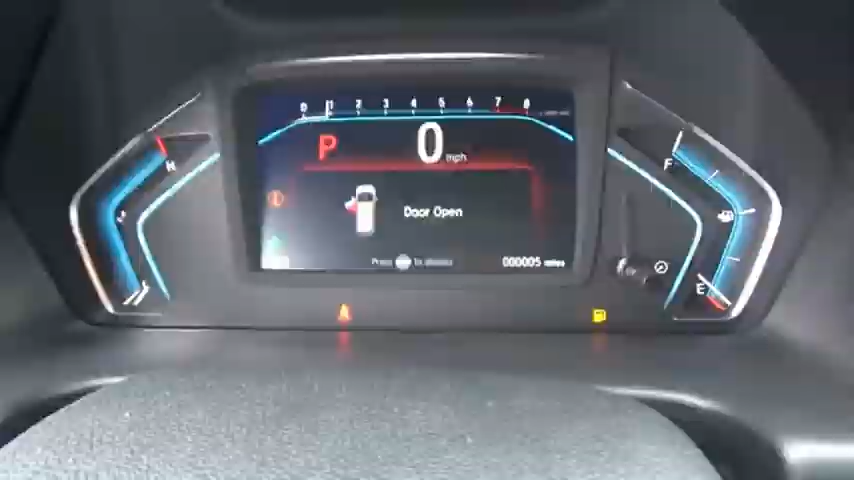 0 1 2 3 4 5 6 7 8
P 0 mph
H
F
Door Open
Press to dismiss
000005 miles
E